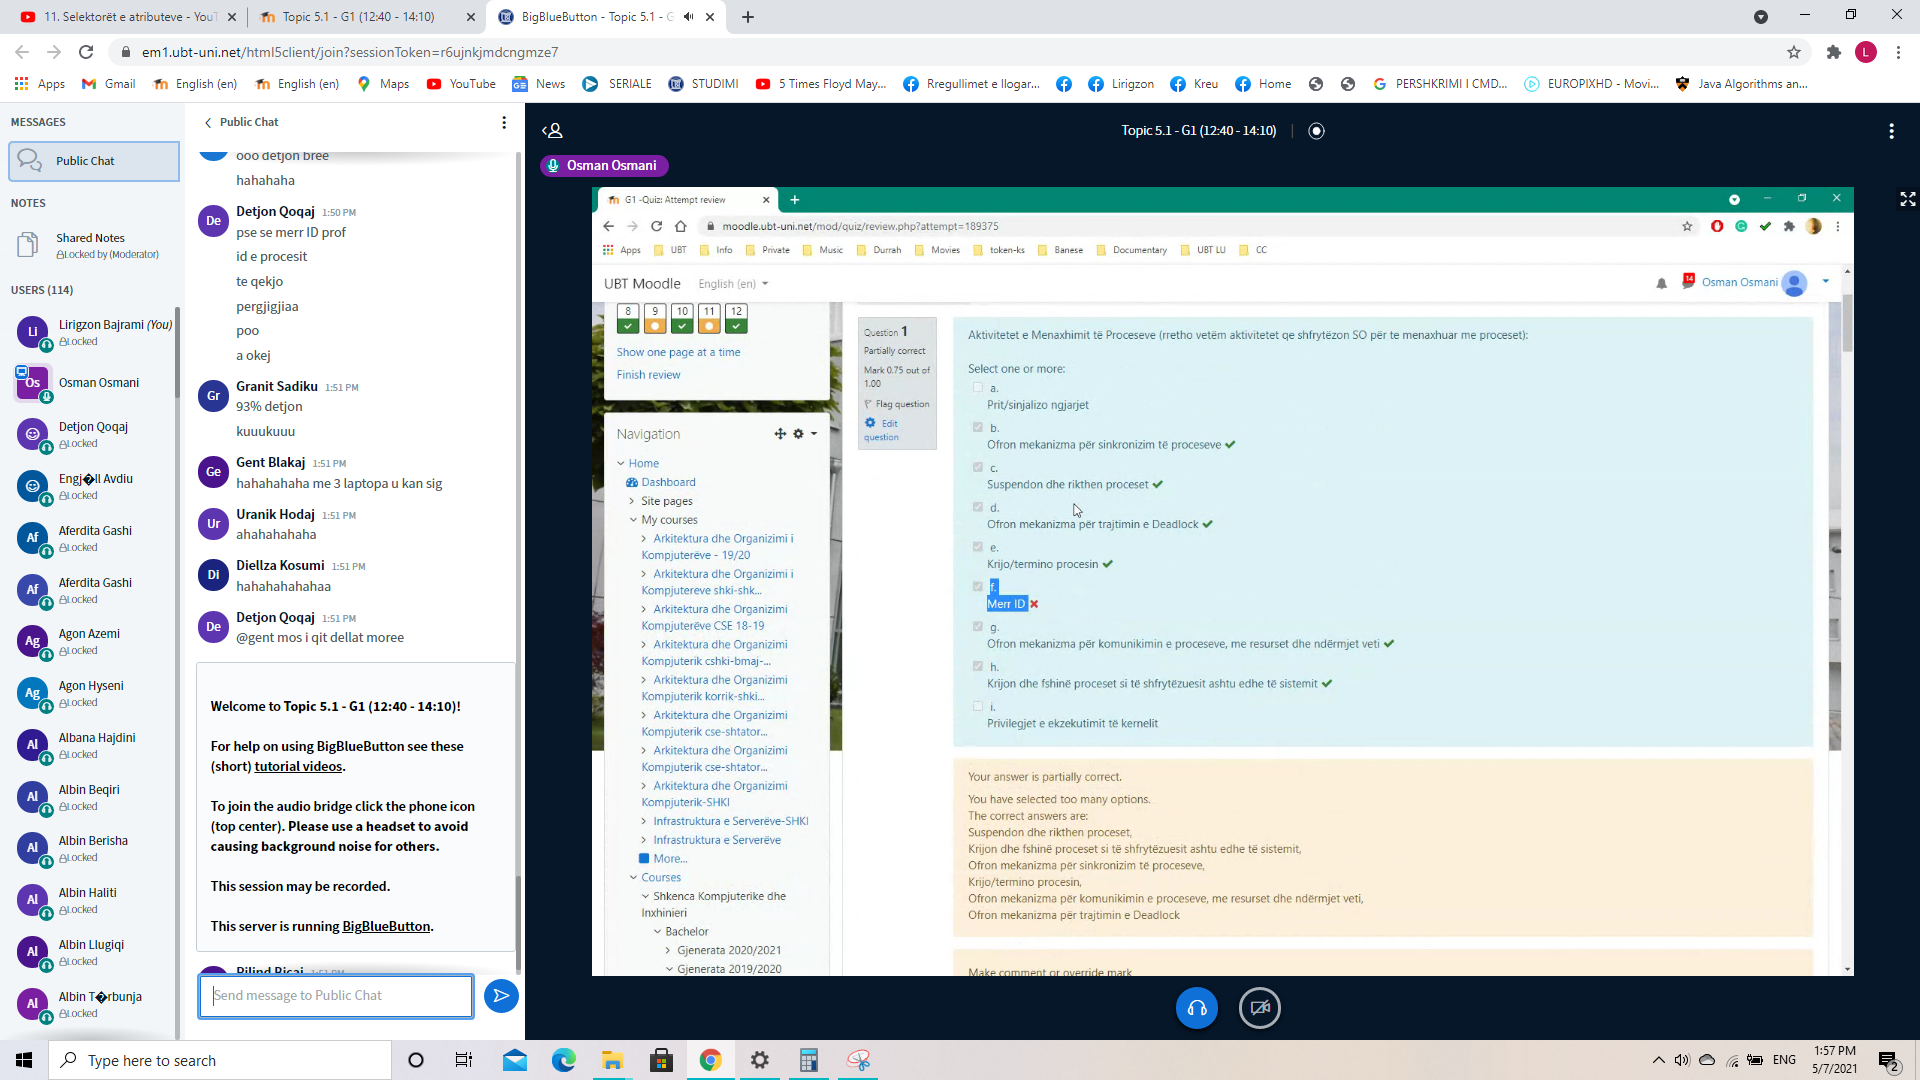 11. Selektorët e atributeve - YouT
Topic 5.1 - G1 (12:40 - 14:10)
BigBlueButton - Topic 5.1 - G
em1.ubt-uni.net/html5client/join?sessionToken=r6ujnkjmdcngmze7
L
Apps
Gmail
English (en)
English (en)
Maps
YouTube
News
SERIALE
STUDIMI
5 Times Floyd May...
Rregullimet e llogar...
Lirigzon
Kreu
Home
PERSHKRIMI I CMD...
EUROPIXHD - Movi...
Java Algorithms an...
MESSAGES
Public Chat
NOTES
Shared Notes
Locked by (Moderator)
USERS (114)
Li
Lirigzon Bajrami (You)
Locked
Os
Osman Osmani
Detjon Qoqaj
Locked
Engj�ll Avdiu
Locked
Af
Aferdita Gashi
Locked
Af
Aferdita Gashi
Locked
Ag
Agon Azemi
Locked
Ag
Agon Hyseni
Locked
Al
Albana Hajdini
Locked
Al
Albin Beqiri
Locked
Al
Albin Berisha
Locked
Al
Albin Haliti
Locked
Al
Albin Llugiqi
Locked
Al
Albin T�rbunja
Locked
Public Chat
ooo detjon bree
hahahaha
De
Detjon Qoqaj 1:50 PM
pse se merr ID prof
id e procesit
te qekjo
pergjigjiaa
poo
a okej
Gr
Granit Sadiku 1:51 PM
93% detjon
kuuukuuu
Ge
Gent Blakaj 1:51 PM
hahahahaha me 3 laptopa u kan sig
Ur
Uranik Hodaj 1:51 PM
ahahahahaha
Di
Diellza Kosumi 1:51 PM
hahahahahahaa
De
Detjon Qoqaj 1:51 PM
@gent mos i qit dellat moree
Welcome to Topic 5.1 - G1 (12:40 - 14:10)!
For help on using BigBlueButton see these
(short) tutorial videos.
To join the audio bridge click the phone icon
(top center). Please use a headset to avoid
causing background noise for others.
This session may be recorded.
This server is running BigBlueButton.
Send message to Public Chat
Topic 5.1 - G1 (12:40 - 14:10)
Osman Osmani
G1 -Quiz: Attempt review
moodle.ubt-uni.net/mod/quiz/review.php?attempt=189375
Apps
UBT
Info
Private
Music
Durrah
Movies
token-ks
Banese
Documentary
UBT LU
CC
UBT Moodle
English (en)
14
Osman Osmani
8
9
10
11
12
Show one page at a time
Finish review
Navigation
Home
Dashboard
Site pages
My courses
Arkitektura dhe Organizimi i
Kompjuterëve - 19/20
Arkitektura dhe Organizimi i
Kompjutereve shki-shk...
Arkitektura dhe Organizimi
Kompjuterëve CSE 18-19
Arkitektura dhe Organizimi
Kompjuterik cshki-bmaj-...
Arkitektura dhe Organizimi
Kompjuterik korrik-shki...
Arkitektura dhe Organizimi
Kompjuterik cse-shtator...
Arkitektura dhe Organizimi
Kompjuterik cse-shtator...
Arkitektura dhe Organizimi
Kompjuterik-SHKI
Infrastruktura e Serverëve-SHKI
Infrastruktura e Serverëve
More...
Courses
Shkenca Kompjuterike dhe
Inxhinieri
Bachelor
Gjenerata 2020/2021
Gjenerata 2019/2020
Question 1
Partially correct
Mark 0.75 out of
1.00
Flag question
Edit
question
Aktivitetet e Menaxhimit të Proceseve (rretho vetëm aktivitetet qe shfrytëzon SO për te menaxhuar me proceset):
Select one or more:
a.
Prit/sinjalizo ngjarjet
b.
Ofron mekanizma për sinkronizim të proceseve
c.
Suspendon dhe rikthen proceset
d.
Ofron mekanizma për trajtimin e Deadlock
e.
Krijo/termino procesin
f.
Merr ID
g.
Ofron mekanizma për komunikimin e proceseve, me resurset dhe ndërmjet veti
h.
Krijon dhe fshinë proceset si të shfrytëzuesit ashtu edhe të sistemit
i.
Privilegjet e ekzekutimit të kernelit
Your answer is partially correct.
You have selected too many options.
The correct answers are:
Suspendon dhe rikthen proceset,
Krijon dhe fshinë proceset si të shfrytëzuesit ashtu edhe të sistemit,
Ofron mekanizma për sinkronizim të proceseve,
Krijo/termino procesin,
Ofron mekanizma për komunikimin e proceseve, me resurset dhe ndërmjet veti,
Ofron mekanizma për trajtimin e Deadlock
Make comment or override mark
Type here to search
ENG
1:57 PM
5/7/2021
2